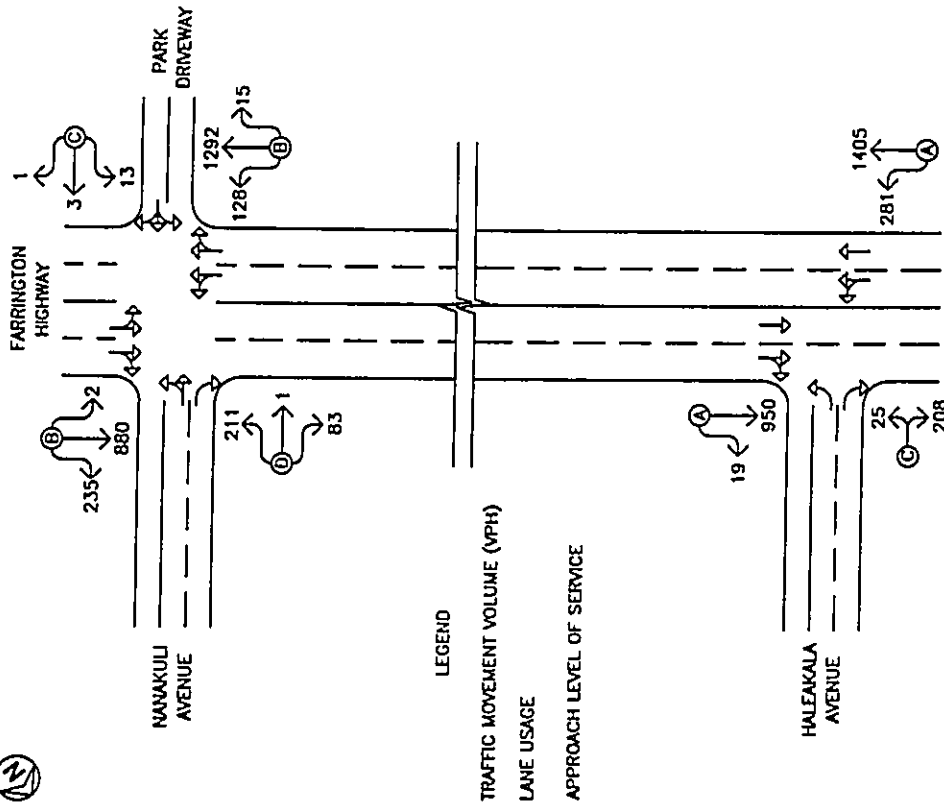 N
FARRINGTON
HIGHWAY
1
3
13
C
PARK
DRIVEWAY
B
235
880
2
128
1292
15
B
NANAKULI
AVENUE
211
1
83
D
LEGEND
TRAFFIC MOVEMENT VOLUME (VPH)
LANE USAGE
APPROACH LEVEL OF SERVICE
A
19
950
281
1405
A
HALEAKALA
AVENUE
25
208
C